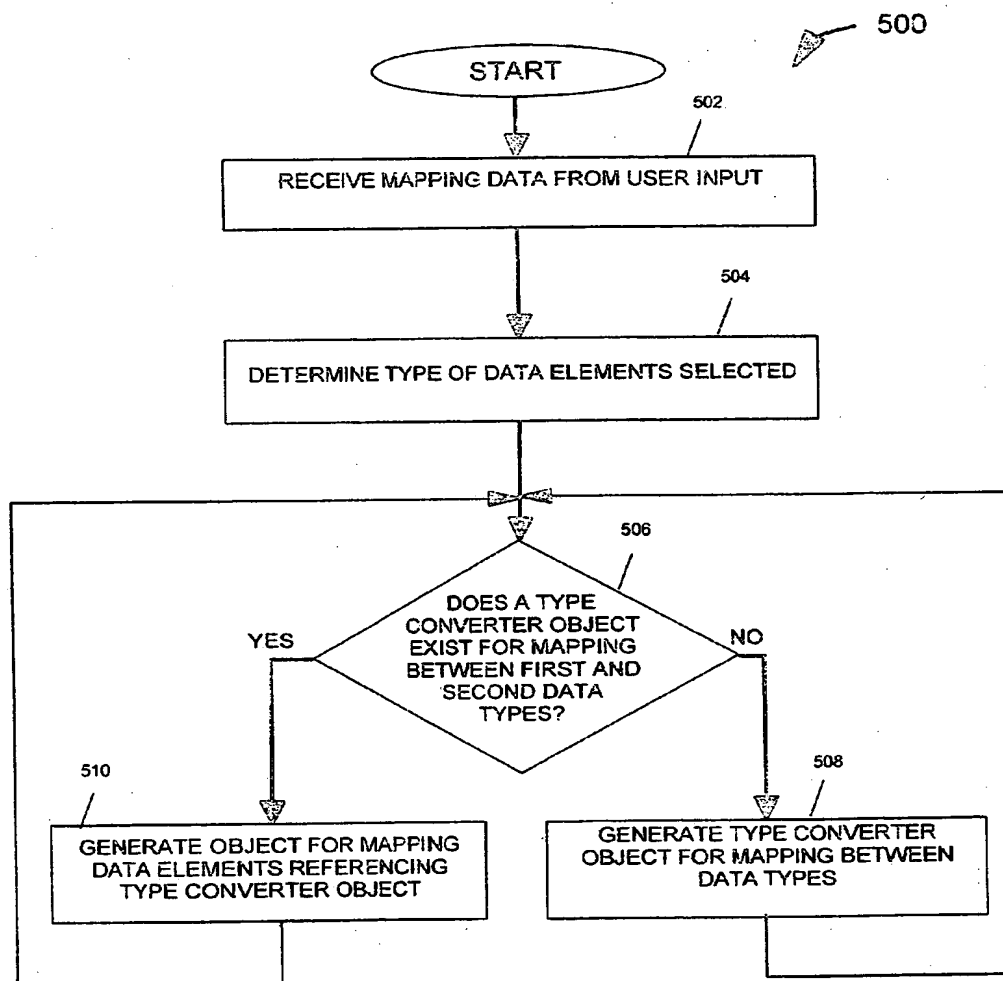 500
START
502
RECEIVE MAPPING DATA FROM USER INPUT
504
DETERMINE TYPE OF DATA ELEMENTS SELECTED
506
DOES A TYPE
CONVERTER OBJECT
EXIST FOR MAPPING
BETWEEN FIRST AND
SECOND DATA
TYPES?
YES
NO
510
GENERATE OBJECT FOR MAPPING
DATA ELEMENTS REFERENCING
TYPE CONVERTER OBJECT
508
GENERATE TYPE CONVERTER
OBJECT FOR MAPPING BETWEEN
DATA TYPES